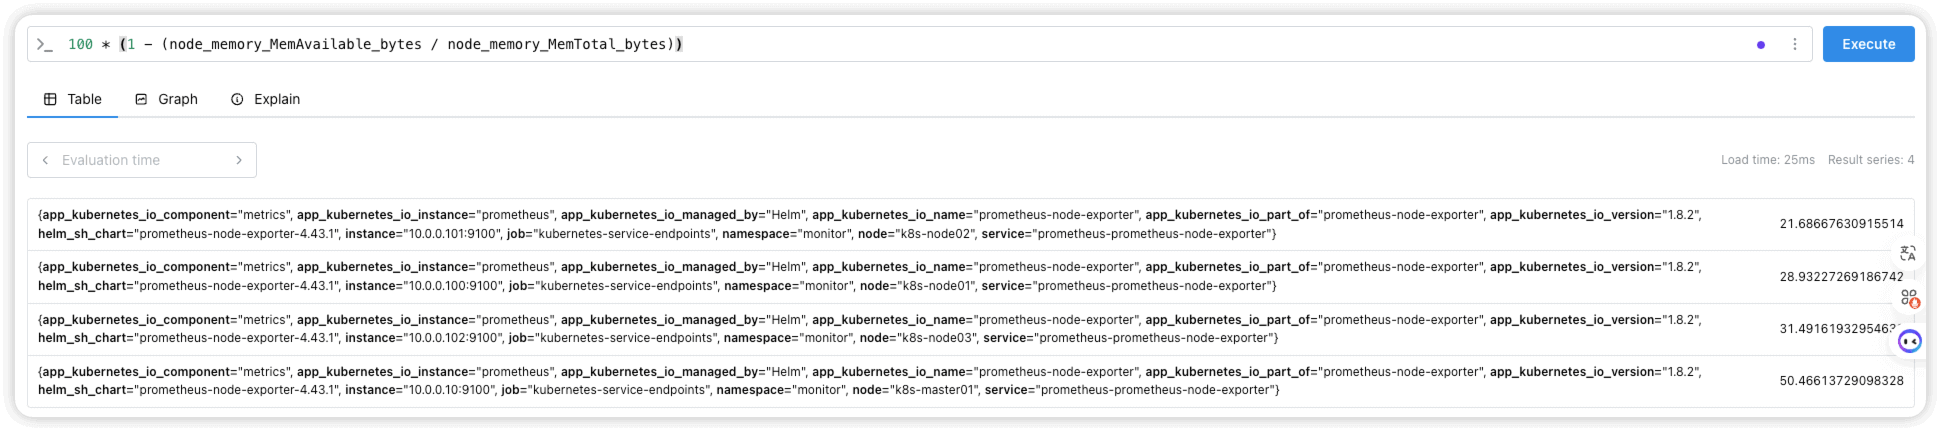 >_ 100 * (1 - (node_memory_MemAvailable_bytes / node_memory_MemTotal_bytes))
Execute
Table Graph Explain
Evaluation time
Load time: 25ms Result series: 4
{app_kubernetes_io_component="metrics", app_kubernetes_io_instance="prometheus", app_kubernetes_io_managed_by="Helm", app_kubernetes_io_name="prometheus-node-exporter", app_kubernetes_io_part_of="prometheus-node-exporter", app_kubernetes_io_version="1.8.2",
helm_sh_chart="prometheus-node-exporter-4.43.1", instance="10.0.0.101:9100", job="kubernetes-service-endpoints", namespace="monitor", node="k8s-node02", service="prometheus-prometheus-node-exporter"}
21.68667630915514
{app_kubernetes_io_component="metrics", app_kubernetes_io_instance="prometheus", app_kubernetes_io_managed_by="Helm", app_kubernetes_io_name="prometheus-node-exporter", app_kubernetes_io_part_of="prometheus-node-exporter", app_kubernetes_io_version="1.8.2",
helm_sh_chart="prometheus-node-exporter-4.43.1", instance="10.0.0.100:9100", job="kubernetes-service-endpoints", namespace="monitor", node="k8s-node01", service="prometheus-prometheus-node-exporter"}
28.93227269186742
{app_kubernetes_io_component="metrics", app_kubernetes_io_instance="prometheus", app_kubernetes_io_managed_by="Helm", app_kubernetes_io_name="prometheus-node-exporter", app_kubernetes_io_part_of="prometheus-node-exporter", app_kubernetes_io_version="1.8.2",
helm_sh_chart="prometheus-node-exporter-4.43.1", instance="10.0.0.102:9100", job="kubernetes-service-endpoints", namespace="monitor", node="k8s-node03", service="prometheus-prometheus-node-exporter"}
{app_kubernetes_io_component="metrics", app_kubernetes_io_instance="prometheus", app_kubernetes_io_managed_by="Helm", app_kubernetes_io_name="prometheus-node-exporter", app_kubernetes_io_part_of="prometheus-node-exporter", app_kubernetes_io_version="1.8.2",
helm_sh_chart="prometheus-node-exporter-4.43.1", instance="10.0.0.10:9100", job="kubernetes-service-endpoints", namespace="monitor", node="k8s-master01", service="prometheus-prometheus-node-exporter"}
50.46613729098328